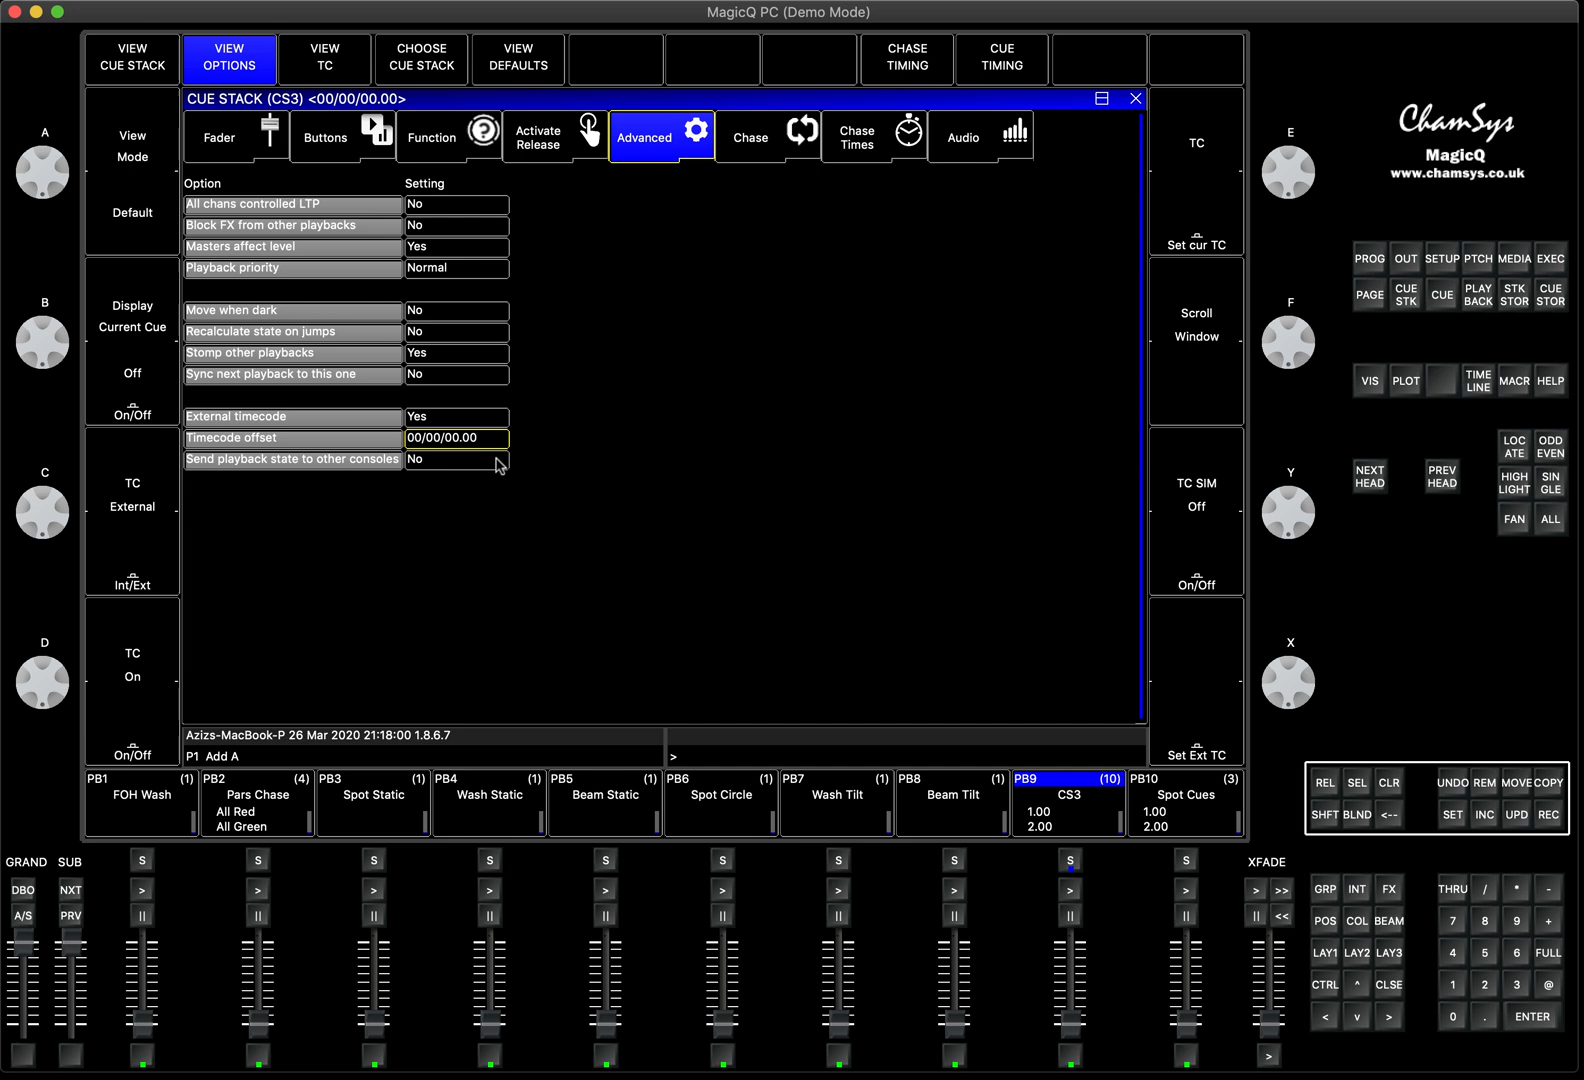 MagicQ PC (Demo Mode)
VIEW
CUE STACK
VIEW
OPTIONS
VIEW
TC
CHOOSE
CUE STACK
VIEW
DEFAULTS
CHASE
TIMING
CUE
TIMING
CUE STACK (CS3) <00/00/00.00>
Fader
Buttons
Function
Activate
Release
Advanced
Chase
Chase
Times
Audio
Option Setting
All chans controlled LTP No
Block FX from other playbacks No
Masters affect level Yes
Playback priority Normal
Move when dark No
Recalculate state on jumps No
Stomp other playbacks Yes
Sync next playback to this one No
External timecode Yes
Timecode offset 00/00/00.00
Send playback state to other consoles No
A
View
Mode
Default
B
Display
Current Cue
Off
On/Off
C
TC
External
Int/Ext
D
TC
On
On/Off
TC
Set cur TC
E
Scroll
Window
F
TC SIM
Off
On/Off
Y
Set Ext TC
X
ChamSys
MagicQ
www.chamsys.co.uk
PROG OUT SETUP PTCH MEDIA EXEC
PAGE CUE STK CUE PLAY BACK STK STOR CUE STOR
VIS PLOT TIME LINE MACR HELP
LOC ATE ODD EVEN
NEXT HEAD PREV HEAD HIGH LIGHT SIN GLE
FAN ALL
Azizs-MacBook-P 26 Mar 2020 21:18:00 1.8.6.7
P1 Add A
>
PB1 (1)
FOH Wash
PB2 (4)
Pars Chase
All Red
All Green
PB3 (1)
Spot Static
PB4 (1)
Wash Static
PB5 (1)
Beam Static
PB6 (1)
Spot Circle
PB7 (1)
Wash Tilt
PB8 (1)
Beam Tilt
PB9 (10)
CS3
1.00
2.00
PB10 (3)
Spot Cues
1.00
2.00
REL SEL CLR UNDO REM MOVE COPY
SHFT BLND <-- SET INC UPD REC
GRAND SUB
DBO NXT
A/S PRV
S S S S S S S S S S
> > > > > > > > > >
|| || || || || || || || || ||
XFADE
> >>
|| <<
>
GRP INT FX THRU / * -
POS COL BEAM 7 8 9 +
LAY1 LAY2 LAY3 4 5 6 FULL
CTRL ^ CLSE 1 2 3 @
< v > 0 . ENTER